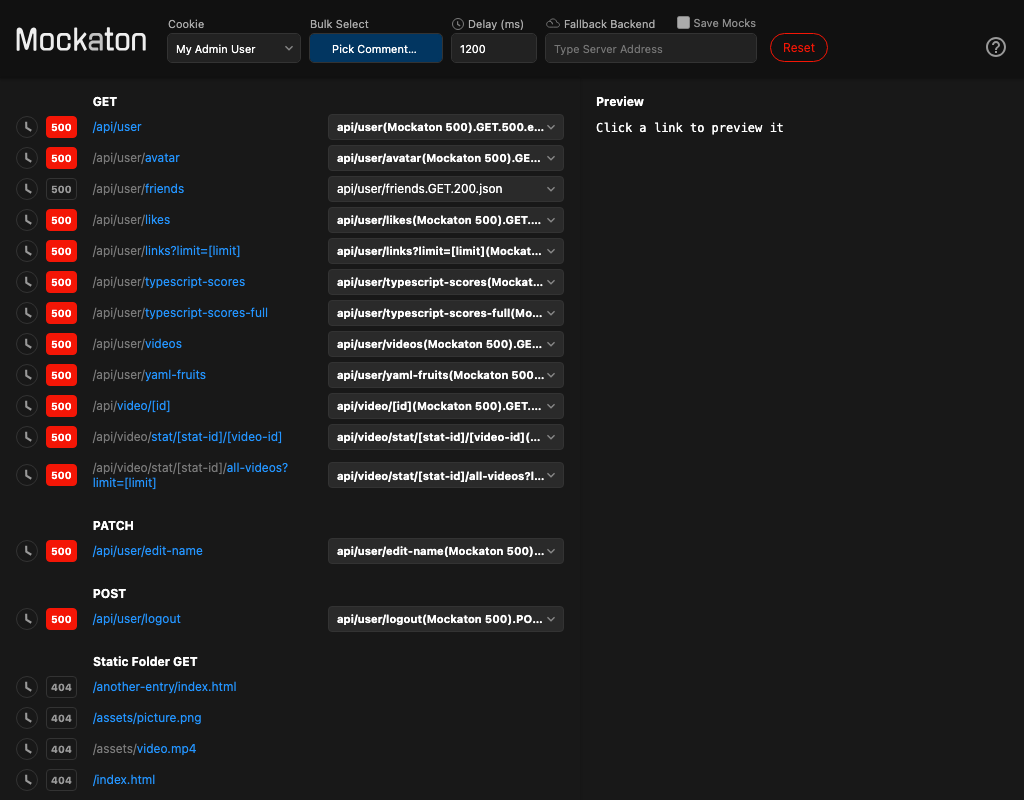 Mockaton
Cookie
My Admin User
Bulk Select
Pick Comment...
Delay (ms)
1200
Fallback Backend
Type Server Address
Save Mocks
Reset
?
GET
500 /api/user api/user(Mockaton 500).GET.500.e...
500 /api/user/avatar api/user/avatar(Mockaton 500).GE...
500 /api/user/friends api/user/friends.GET.200.json
500 /api/user/likes api/user/likes(Mockaton 500).GET....
500 /api/user/links?limit=[limit] api/user/links?limit=[limit](Mockat...
500 /api/user/typescript-scores api/user/typescript-scores(Mockat...
500 /api/user/typescript-scores-full api/user/typescript-scores-full(Mo...
500 /api/user/videos api/user/videos(Mockaton 500).GE...
500 /api/user/yaml-fruits api/user/yaml-fruits(Mockaton 500...
500 /api/video/[id] api/video/[id](Mockaton 500).GET....
500 /api/video/stat/[stat-id]/[video-id] api/video/stat/[stat-id]/[video-id](...
500 /api/video/stat/[stat-id]/all-videos?
limit=[limit] api/video/stat/[stat-id]/all-videos?l...
PATCH
500 /api/user/edit-name api/user/edit-name(Mockaton 500)...
POST
500 /api/user/logout api/user/logout(Mockaton 500).PO...
Static Folder GET
404 /another-entry/index.html
404 /assets/picture.png
404 /assets/video.mp4
404 /index.html
Preview
Click a link to preview it